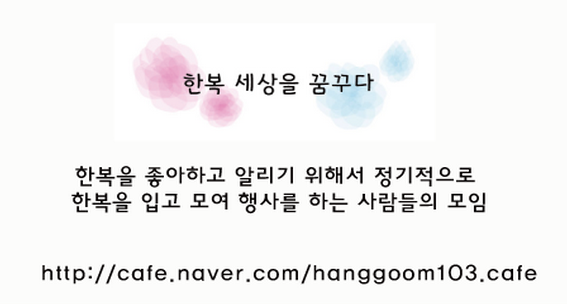 한복 세상을 꿈꾸다
한복을 좋아하고 알리기 위해서 정기적으로
한복을 입고 모여 행사를 하는 사람들의 모임
http://cafe.naver.com/hanggoom103.cafe